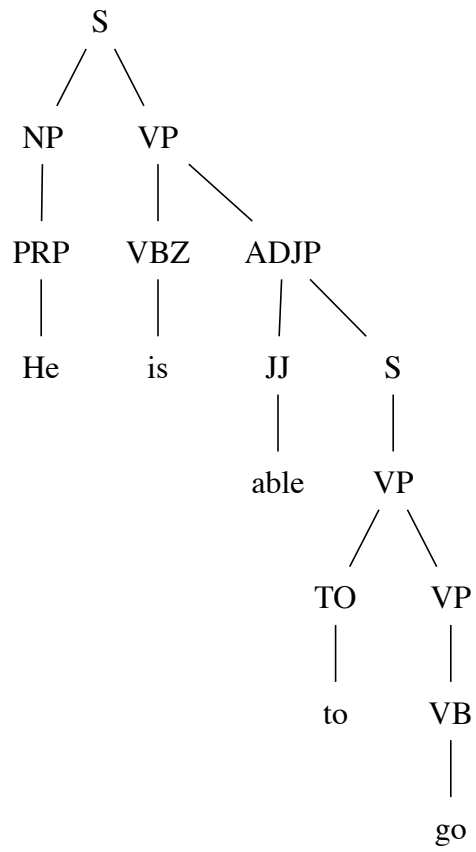 S
NP VP
PRP VBZ ADJP
He is JJ S
able VP
TO VP
to VB
go